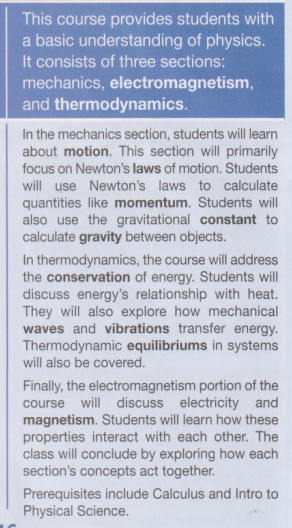 This course provides students with
a basic understanding of physics.
It consists of three sections:
mechanics, electromagnetism,
and thermodynamics.
In the mechanics section, students will learn
about motion. This section will primarily
focus on Newton's laws of motion. Students
will use Newton's laws to calculate
quantities like momentum. Students will
also use the gravitational constant to
calculate gravity between objects.
In thermodynamics, the course will address
the conservation of energy. Students will
discuss energy's relationship with heat.
They will also explore how mechanical
waves and vibrations transfer energy.
Thermodynamic equilibriums in systems
will also be covered.
Finally, the electromagnetism portion of the
course will discuss electricity and
magnetism. Students will learn how these
properties interact with each other. The
class will conclude by exploring how each
section's concepts act together.
Prerequisites include Calculus and Intro to
Physical Science.